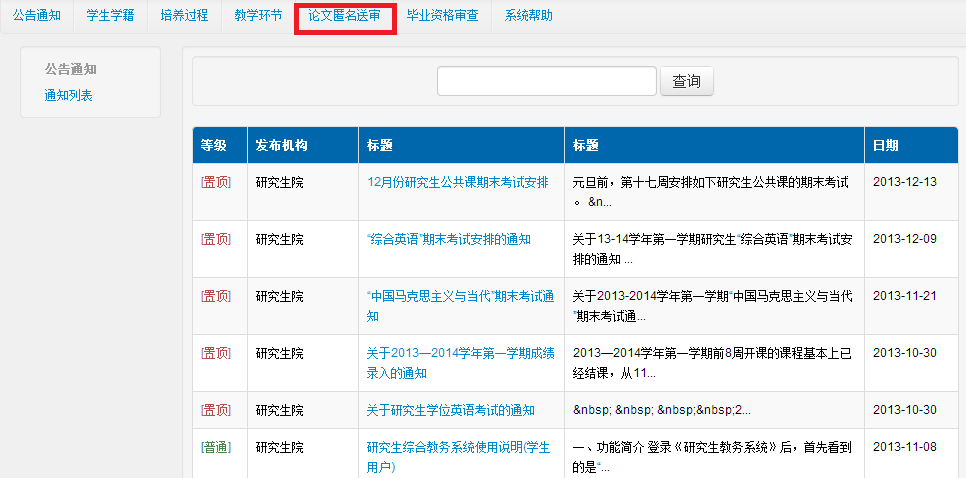 公告通知 学生学籍 培养过程 教学环节 论文匿名送审 毕业资格审查 系统帮助
公告通知
通知列表
查询
等级 发布机构 标题 标题 日期
[置顶] 研究生院 12月份研究生公共课期末考试安排 元旦前，第十七周安排如下研究生公共课的期末考试 2013-12-13
。 &n...
[置顶] 研究生院 “综合英语”期末考试安排的通知 关于13-14学年第一学期研究生“综合英语”期末考试安 2013-12-09
排的通知 ...
[置顶] 研究生院 “中国马克思主义与当代”期末考试通 关于2013-2014学年第一学期“中国马克思主义与当代 2013-11-21
知 ”期末考试通...
[置顶] 研究生院 关于2013—2014学年第一学期成绩 2013—2014学年第一学期前8周开课的课程基本上已 2013-10-30
录入的通知 经结课，从11...
[置顶] 研究生院 关于研究生学位英语考试的通知 &nbsp; &nbsp; &nbsp;&nbsp;2... 2013-10-30
[普通] 研究生院 研究生综合教务系统使用说明(学生 一、功能简介 登录《研究生教务系统》后，首先看到 2013-11-08
用户) 的是“...